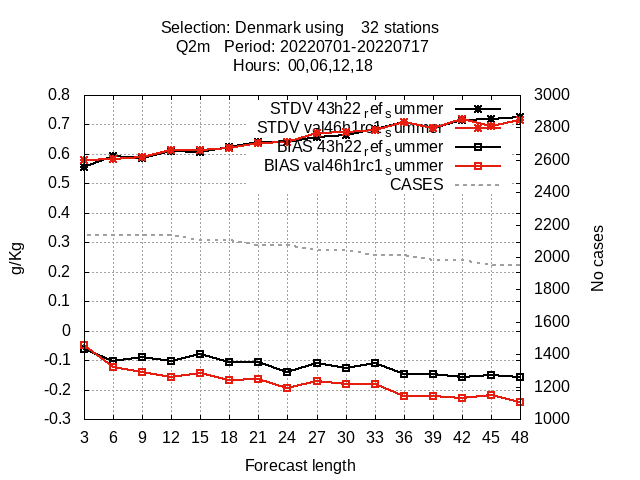 Selection: Denmark using    32 stations
Q2m   Period: 20220701-20220717
Hours:  00,06,12,18
0.8
0.7
0.6
0.5
0.4
0.3
0.2
0.1
0
-0.1
-0.2
-0.3
g/Kg
STDV 43h22_ref_summer
STDV val46h1rc1_summer
BIAS 43h22_ref_summer
BIAS val46h1rc1_summer
CASES
3000
2800
2600
2400
2200
2000
1800
1600
1400
1200
1000
No cases
3 6 9 12 15 18 21 24 27 30 33 36 39 42 45 48
Forecast length